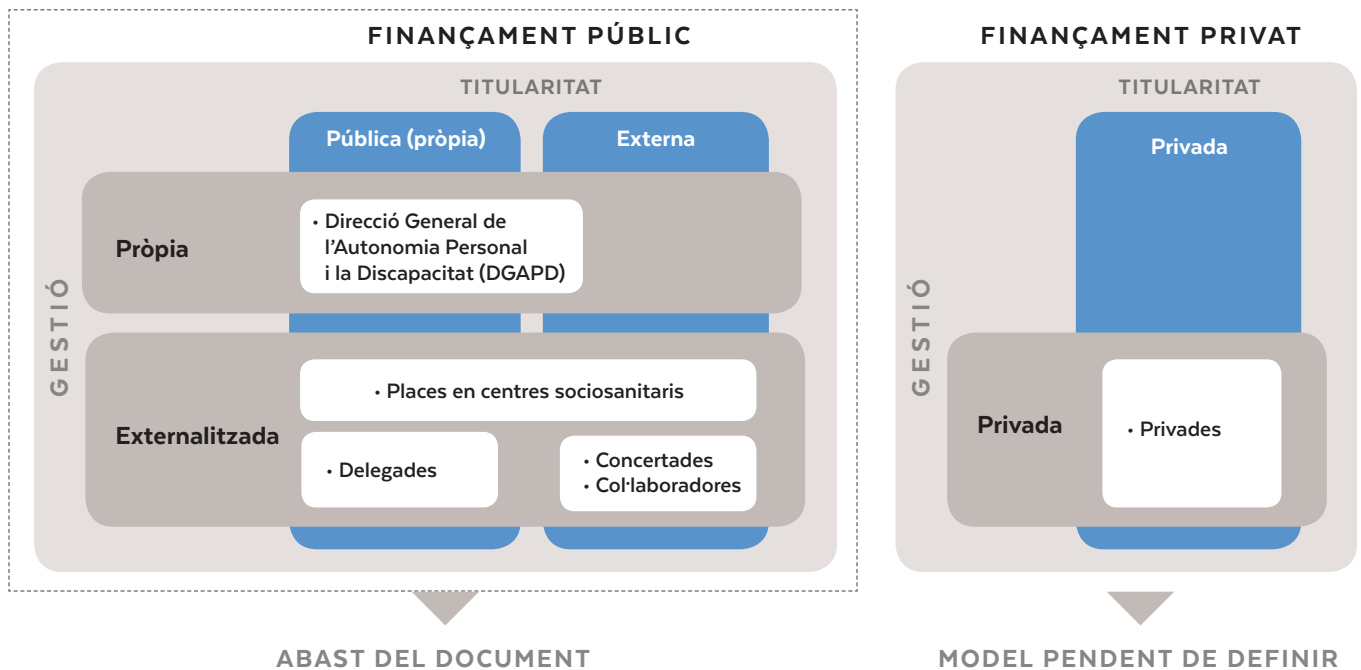 FINANÇAMENT PÚBLIC
TITULARITAT
Pública (pròpia)
Externa
GESTIÓ
Pròpia
· Direcció General de
l'Autonomia Personal
i la Discapacitat (DGAPD)
Externalitzada
· Places en centres sociosanitaris
· Delegades
· Concertades
· Col·laboradores
ABAST DEL DOCUMENT
FINANÇAMENT PRIVAT
TITULARITAT
Privada
GESTIÓ
Privada
· Privades
MODEL PENDENT DE DEFINIR